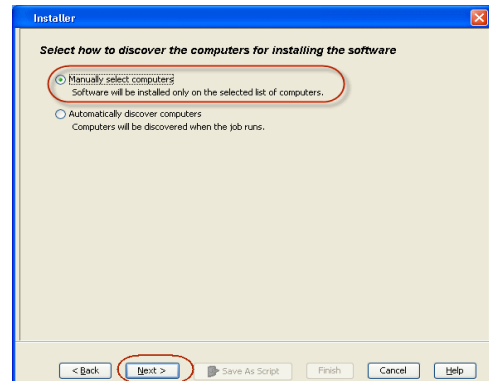 Installer
Select how to discover the computers for installing the software
Manually select computers
Software will be installed only on the selected list of computers.
Automatically discover computers
Computers will be discovered when the job runs.
< Back
Next >
Save As Script
Finish
Cancel
Help